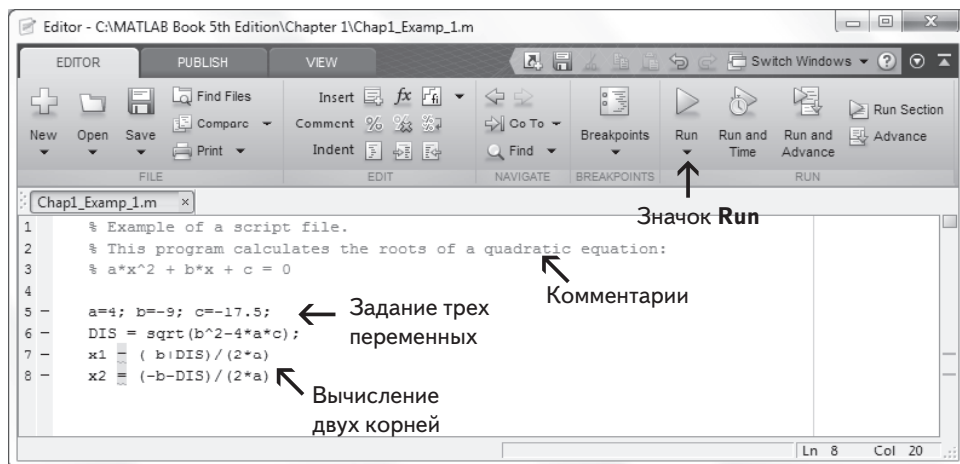 Editor - C:\MATLAB Book 5th Edition\Chapter 1\Chap1_Examp_1.m
EDITOR PUBLISH VIEW Switch Windows
New Open Save Find Files Compare Print
Insert fx Comment Indent
Go To Find
Breakpoints
Run Run and Time Run and Advance Run Section Advance
FILE EDIT NAVIGATE BREAKPOINTS RUN
Значок Run
Chap1_Examp_1.m
1 % Example of a script file.
2 % This program calculates the roots of a quadratic equation:
3 % a*x^2 + b*x + c = 0
Комментарии
4
5 – a=4; b=-9; c=-17.5;
Задание трех
переменных
6 – DIS = sqrt(b^2-4*a*c);
7 – x1 = ( b DIS)/(2*a)
8 – x2 = (-b-DIS)/(2*a)
Вычисление
двух корней
Ln 8 Col 20